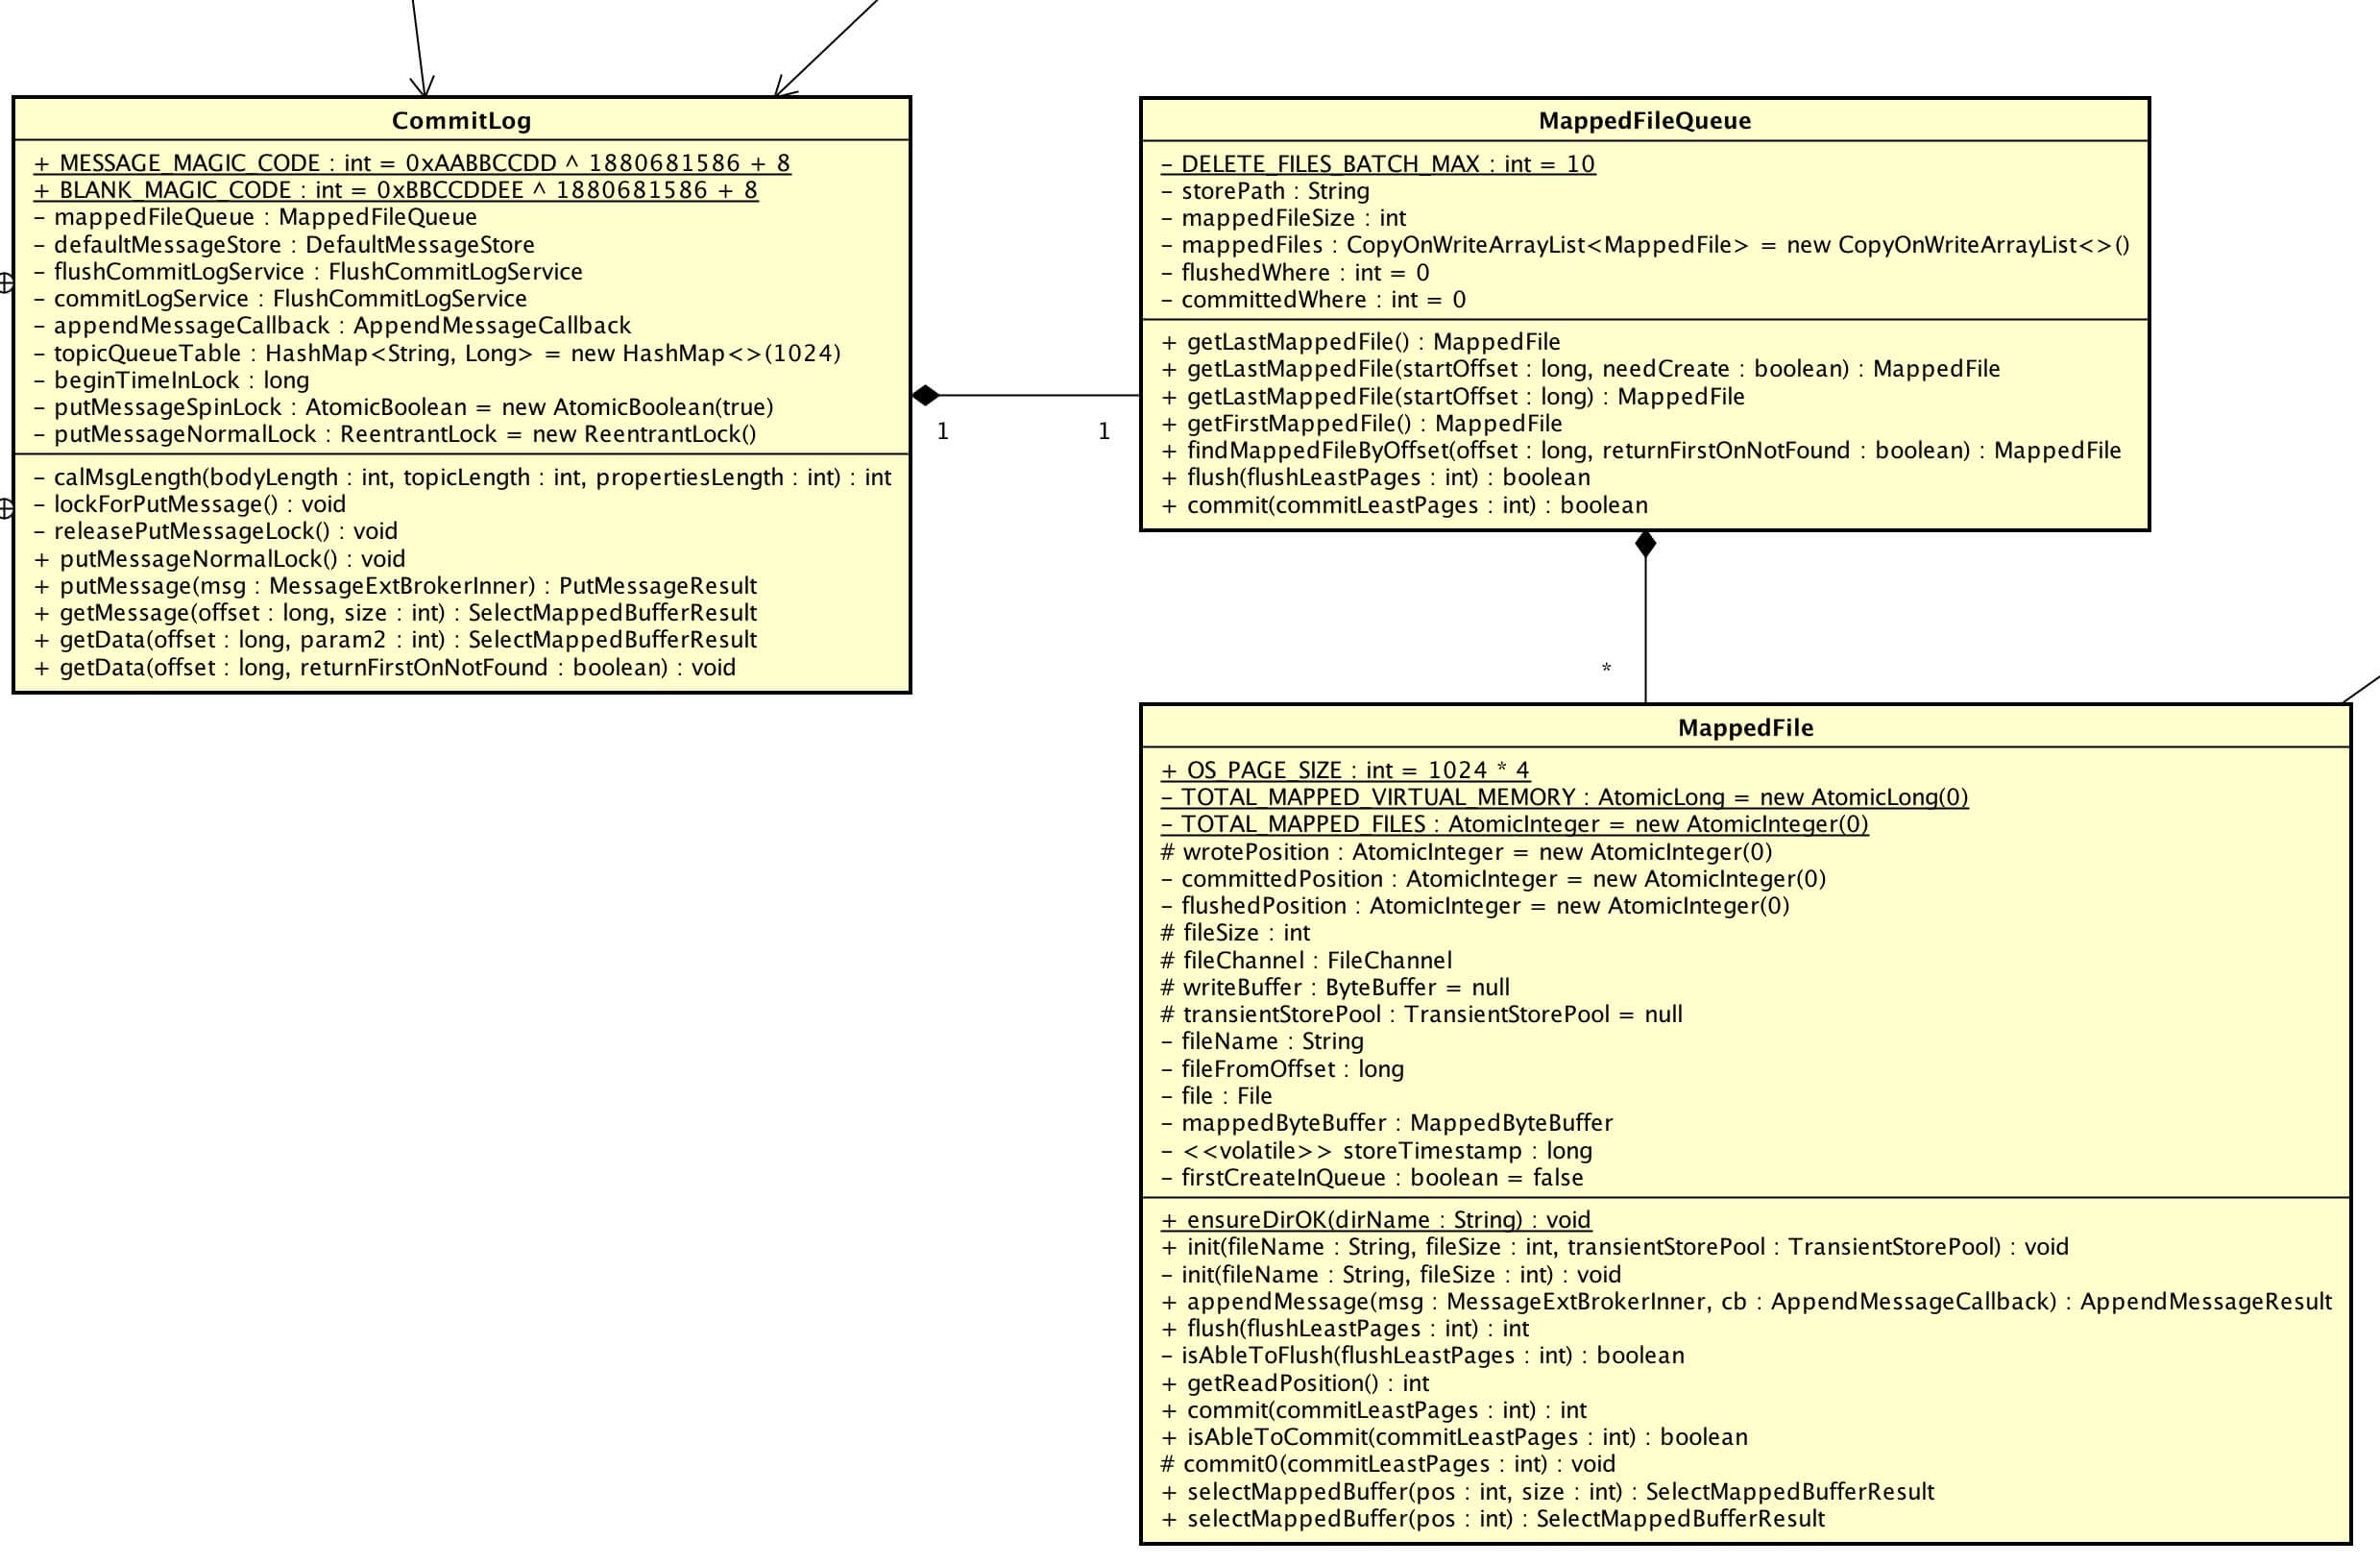 CommitLog
+ MESSAGE_MAGIC_CODE : int = 0xAABBCCDD ^ 1880681586 + 8
+ BLANK_MAGIC_CODE : int = 0xBBCCDDEE ^ 1880681586 + 8
- mappedFileQueue : MappedFileQueue
- defaultMessageStore : DefaultMessageStore
- flushCommitLogService : FlushCommitLogService
- commitLogService : FlushCommitLogService
- appendMessageCallback : AppendMessageCallback
- topicQueueTable : HashMap<String, Long> = new HashMap<>(1024)
- beginTimeInLock : long
- putMessageSpinLock : AtomicBoolean = new AtomicBoolean(true)
- putMessageNormalLock : ReentrantLock = new ReentrantLock()
- calMsgLength(bodyLength : int, topicLength : int, propertiesLength : int) : int
- lockForPutMessage() : void
- releasePutMessageLock() : void
+ putMessageNormalLock() : void
+ putMessage(msg : MessageExtBrokerInner) : PutMessageResult
+ getMessage(offset : long, size : int) : SelectMappedBufferResult
+ getData(offset : long, param2 : int) : SelectMappedBufferResult
+ getData(offset : long, returnFirstOnNotFound : boolean) : void
1
1
MappedFileQueue
- DELETE_FILES_BATCH_MAX : int = 10
- storePath : String
- mappedFileSize : int
- mappedFiles : CopyOnWriteArrayList<MappedFile> = new CopyOnWriteArrayList<>()
- flushedWhere : int = 0
- committedWhere : int = 0
+ getLastMappedFile() : MappedFile
+ getLastMappedFile(startOffset : long, needCreate : boolean) : MappedFile
+ getLastMappedFile(startOffset : long) : MappedFile
+ getFirstMappedFile() : MappedFile
+ findMappedFileByOffset(offset : long, returnFirstOnNotFound : boolean) : MappedFile
+ flush(flushLeastPages : int) : boolean
+ commit(commitLeastPages : int) : boolean
*
MappedFile
+ OS_PAGE_SIZE : int = 1024 * 4
- TOTAL_MAPPED_VIRTUAL_MEMORY : AtomicLong = new AtomicLong(0)
- TOTAL_MAPPED_FILES : AtomicInteger = new AtomicInteger(0)
# wrotePosition : AtomicInteger = new AtomicInteger(0)
- committedPosition : AtomicInteger = new AtomicInteger(0)
- flushedPosition : AtomicInteger = new AtomicInteger(0)
# fileSize : int
# fileChannel : FileChannel
# writeBuffer : ByteBuffer = null
# transientStorePool : TransientStorePool = null
- fileName : String
- fileFromOffset : long
- file : File
- mappedByteBuffer : MappedByteBuffer
- <<volatile>> storeTimestamp : long
- firstCreateInQueue : boolean = false
+ ensureDirOK(dirName : String) : void
+ init(fileName : String, fileSize : int, transientStorePool : TransientStorePool) : void
- init(fileName : String, fileSize : int) : void
+ appendMessage(msg : MessageExtBrokerInner, cb : AppendMessageCallback) : AppendMessageResult
+ flush(flushLeastPages : int) : int
- isAbleToFlush(flushLeastPages : int) : boolean
+ getReadPosition() : int
+ commit(commitLeastPages : int) : int
+ isAbleToCommit(commitLeastPages : int) : boolean
# commit0(commitLeastPages : int) : void
+ selectMappedBuffer(pos : int, size : int) : SelectMappedBufferResult
+ selectMappedBuffer(pos : int) : SelectMappedBufferResult